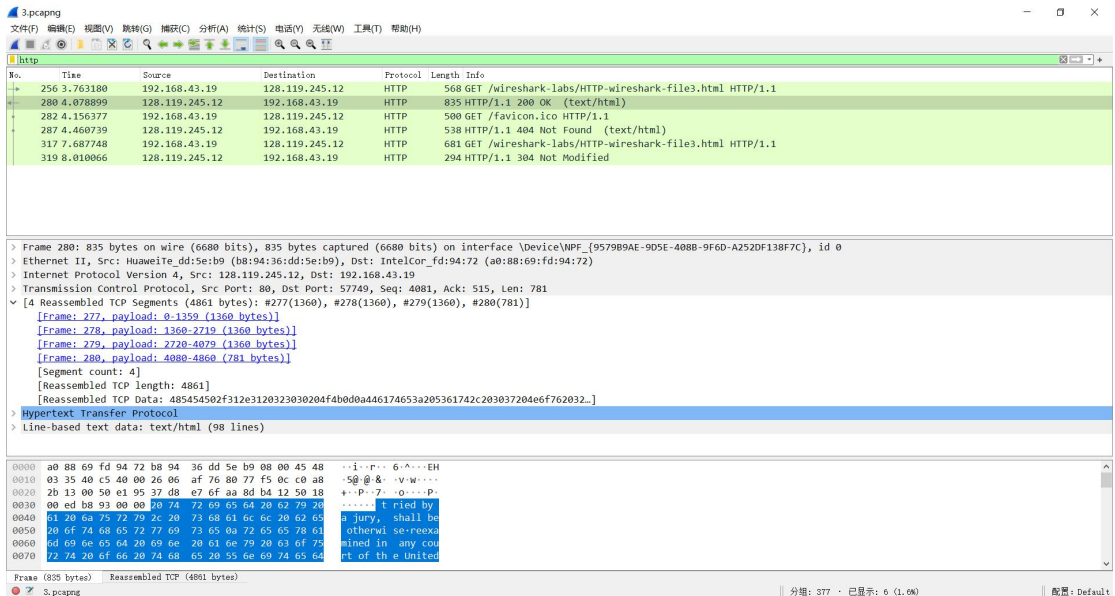 3.pcapng
文件(F) 编辑(E) 视图(V) 跳转(G) 捕获(C) 分析(A) 统计(S) 电话(Y) 无线(W) 工具(T) 帮助(H)
http
No. Time Source Destination Protocol Length Info
256 3.763180 192.168.43.19 128.119.245.12 HTTP 568 GET /wireshark-labs/HTTP-wireshark-file3.html HTTP/1.1
280 4.078899 128.119.245.12 192.168.43.19 HTTP 835 HTTP/1.1 200 OK (text/html)
282 4.156377 192.168.43.19 128.119.245.12 HTTP 500 GET /favicon.ico HTTP/1.1
287 4.460739 128.119.245.12 192.168.43.19 HTTP 538 HTTP/1.1 404 Not Found (text/html)
317 7.687748 192.168.43.19 128.119.245.12 HTTP 681 GET /wireshark-labs/HTTP-wireshark-file3.html HTTP/1.1
319 8.010066 128.119.245.12 192.168.43.19 HTTP 294 HTTP/1.1 304 Not Modified
Frame 280: 835 bytes on wire (6680 bits), 835 bytes captured (6680 bits) on interface \Device\NPF_{9579B9AE-9D5E-408B-9F6D-A252DF138F7C}, id 0
Ethernet II, Src: HuaweiTe_dd:5e:b9 (b8:94:36:dd:5e:b9), Dst: IntelCor_fd:94:72 (a0:88:69:fd:94:72)
Internet Protocol Version 4, Src: 128.119.245.12, Dst: 192.168.43.19
Transmission Control Protocol, Src Port: 80, Dst Port: 57749, Seq: 4081, Ack: 515, Len: 781
[4 Reassembled TCP Segments (4861 bytes): #277(1360), #278(1360), #279(1360), #280(781)]
[Frame: 277, payload: 0-1359 (1360 bytes)]
[Frame: 278, payload: 1360-2719 (1360 bytes)]
[Frame: 279, payload: 2720-4079 (1360 bytes)]
[Frame: 280, payload: 4080-4860 (781 bytes)]
[Segment count: 4]
[Reassembled TCP length: 4861]
[Reassembled TCP Data: 485454502f312e3120323030204f4b0d0a446174653a205361742c203037204e6f762032…]
Hypertext Transfer Protocol
Line-based text data: text/html (98 lines)
0000 a0 88 69 fd 94 72 b8 94 36 dd 5e b9 08 00 45 48 ··i··r·· 6·^···EH
0010 03 35 40 c5 40 00 26 06 af 76 80 77 f5 0c c0 a8 ·5@·@·&· ·v·w····
0020 2b 13 00 50 e1 95 37 d8 e7 6f aa 8d b4 12 50 18 +··P··7· ·o····P·
0030 00 ed b8 93 00 00 20 74 72 69 65 64 20 62 79 20 ······ t ried by
0040 61 20 6a 75 72 79 2c 20 73 68 61 6c 6c 20 62 65 a jury, shall be
0050 20 6f 74 68 65 72 77 69 73 65 0a 72 65 65 78 61 otherwi se·reexa
0060 6d 69 6e 65 64 20 69 6e 20 61 6e 79 20 63 6f 75 mined in any cou
0070 72 74 20 6f 66 20 74 68 65 20 55 6e 69 74 65 64 rt of th e United
Frame (835 bytes) Reassembled TCP (4861 bytes)
3.pcapng 分组: 377 · 已显示: 6 (1.6%) 配置: Default